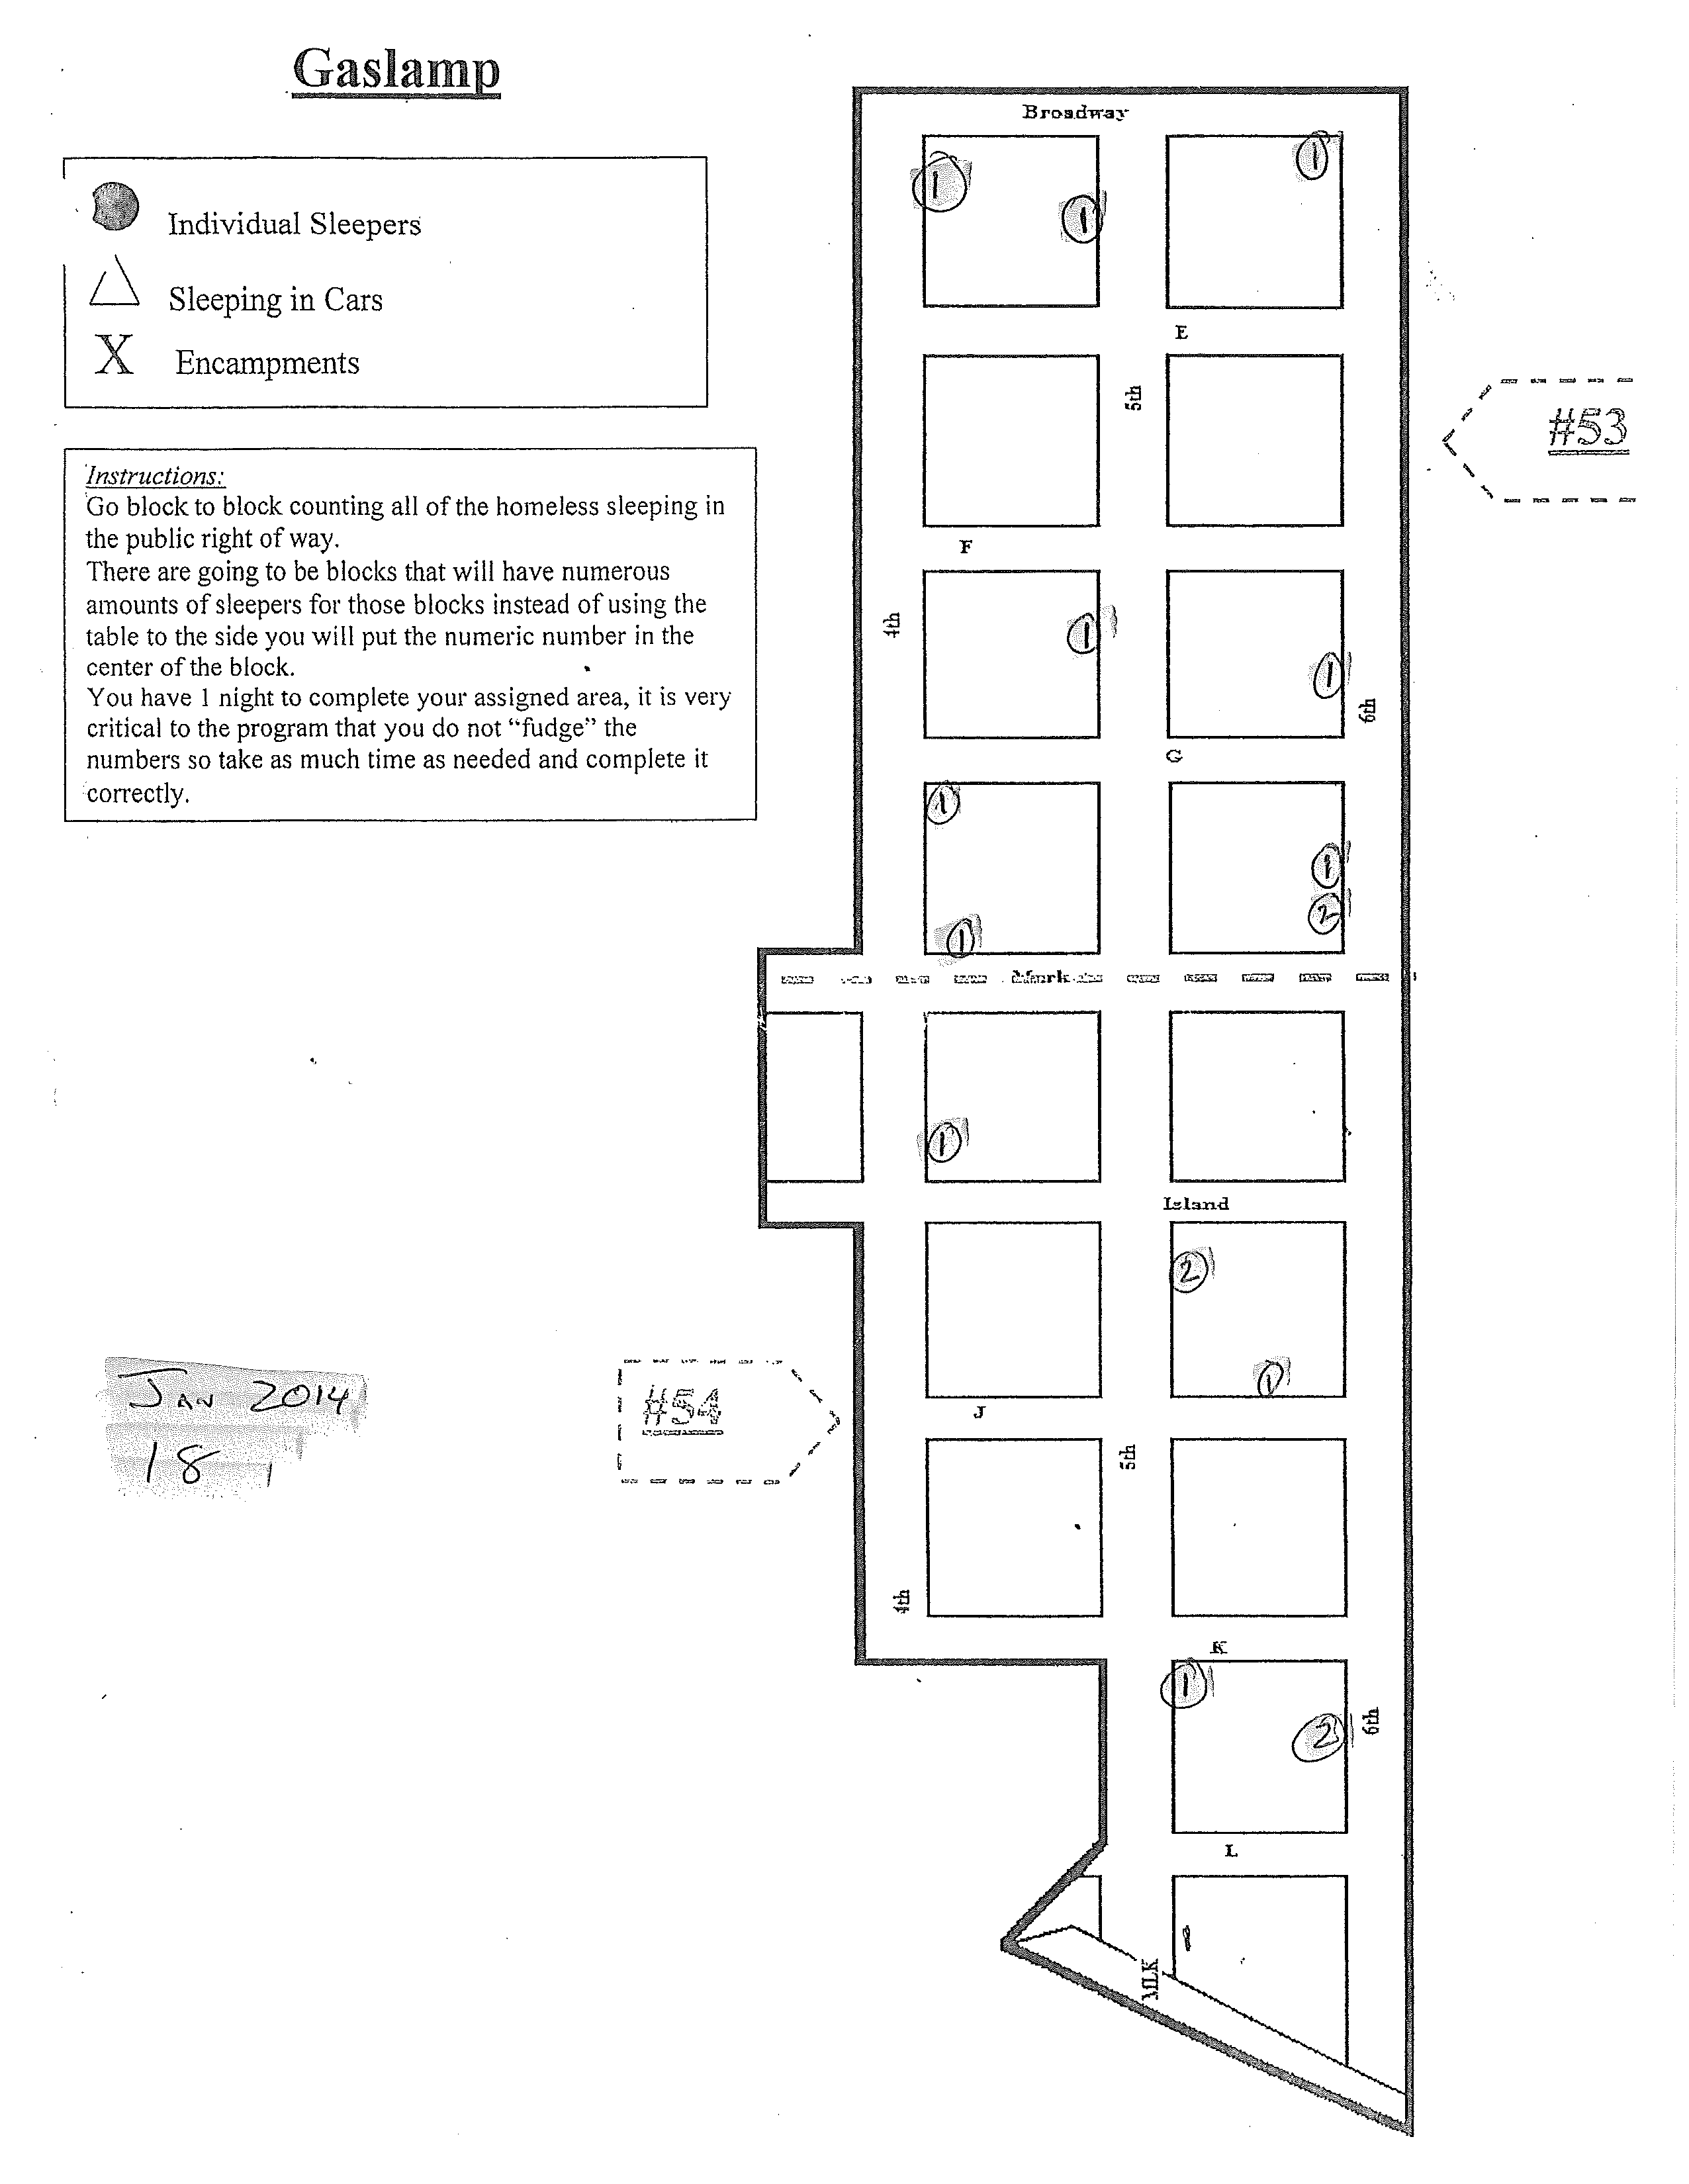 Gaslamp
Individual Sleepers
Sleeping in Cars
X Encampments
Instructions:
Go block to block counting all of the homeless sleeping in
the public right of way.
There are going to be blocks that will have numerous
amounts of sleepers for those blocks instead of using the
table to the side you will put the numeric number in the
center of the block.
You have 1 night to complete your assigned area, it is very
critical to the program that you do not “fudge” the
numbers so take as much time as needed and complete it
correctly.
Broadway
1
1
1
E
5th
#53
F
4th
1
1
6th
G
1
1
2
1
Mark
1
Island
2
1
Jan 2014
18
#54
J
5th
4th
K
1
2
6th
L
MLK